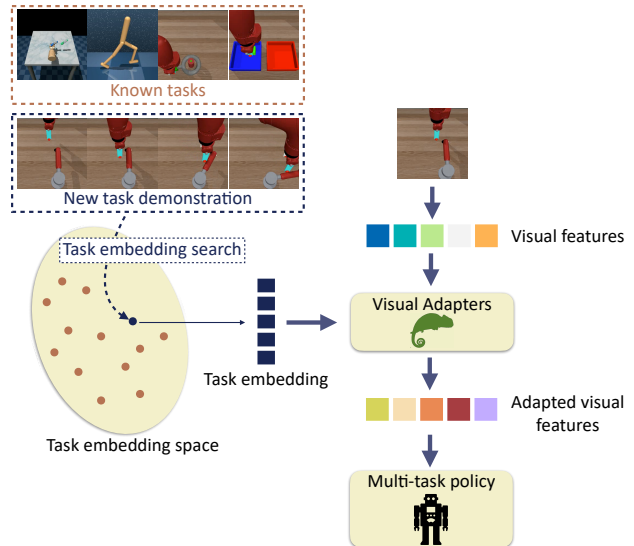 Known tasks
New task demonstration
Task embedding search
Task embedding
Task embedding space
Visual features
Visual Adapters
Adapted visual
features
Multi-task policy